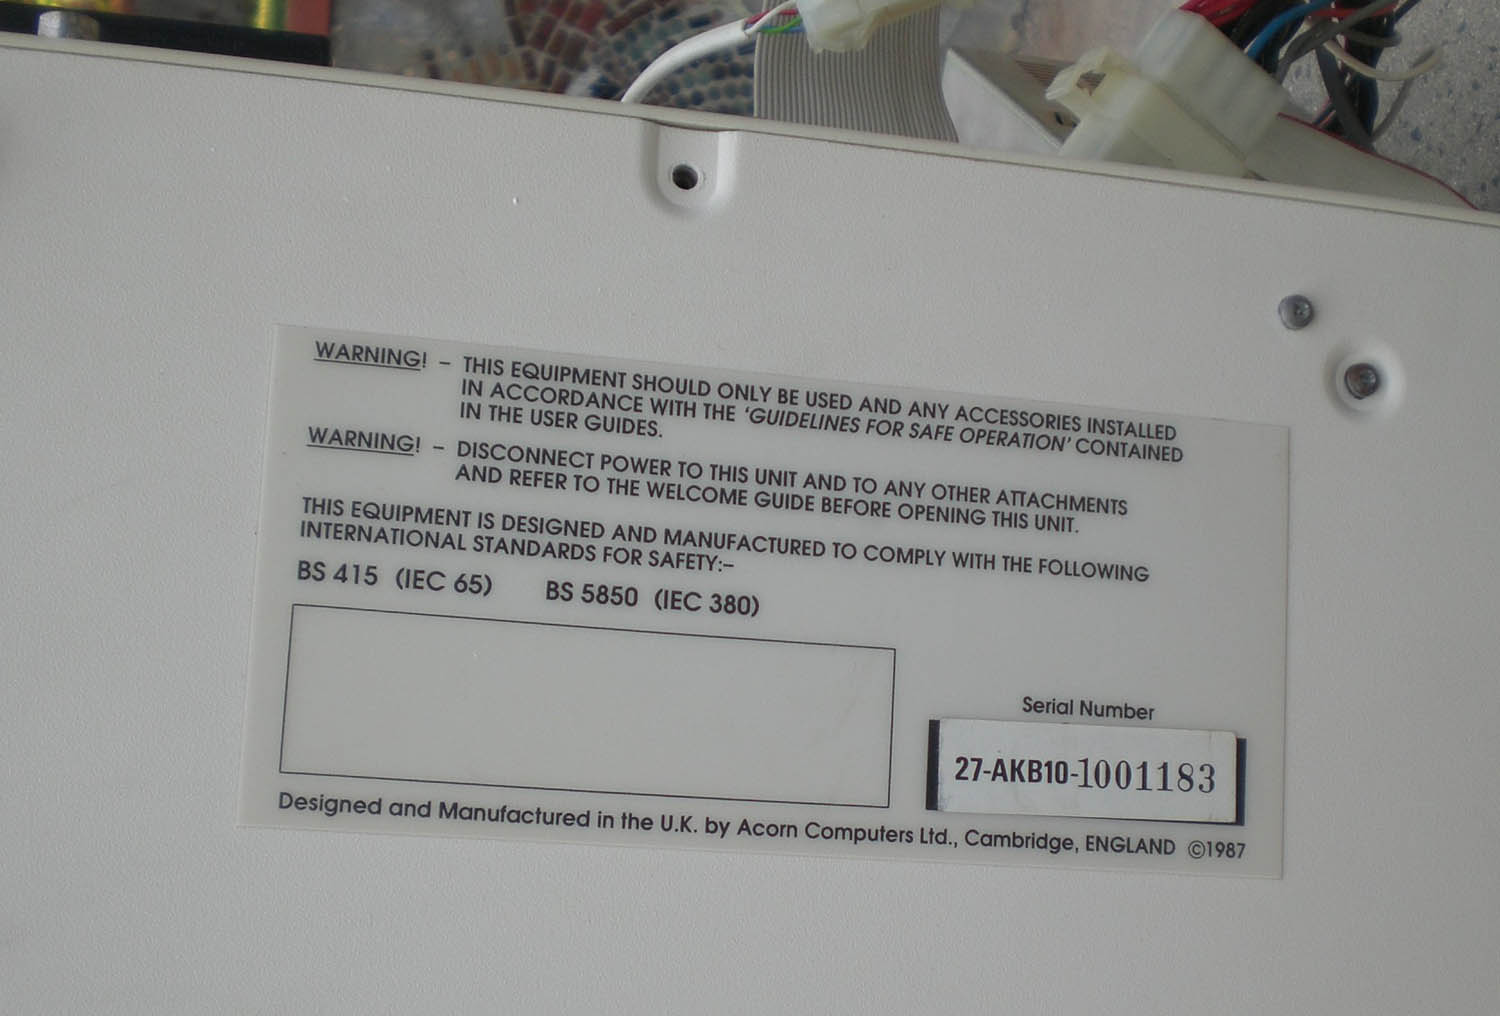 WARNING! – THIS EQUIPMENT SHOULD ONLY BE USED AND ANY ACCESSORIES INSTALLED
IN ACCORDANCE WITH THE 'GUIDELINES FOR SAFE OPERATION' CONTAINED
IN THE USER GUIDES.
WARNING! – DISCONNECT POWER TO THIS UNIT AND TO ANY OTHER ATTACHMENTS
AND REFER TO THE WELCOME GUIDE BEFORE OPENING THIS UNIT.
THIS EQUIPMENT IS DESIGNED AND MANUFACTURED TO COMPLY WITH THE FOLLOWING
INTERNATIONAL STANDARDS FOR SAFETY:–
BS 415 (IEC 65) BS 5850 (IEC 380)
Serial Number
27-AKB10-1001183
Designed and Manufactured in the U.K. by Acorn Computers Ltd., Cambridge, ENGLAND ©1987